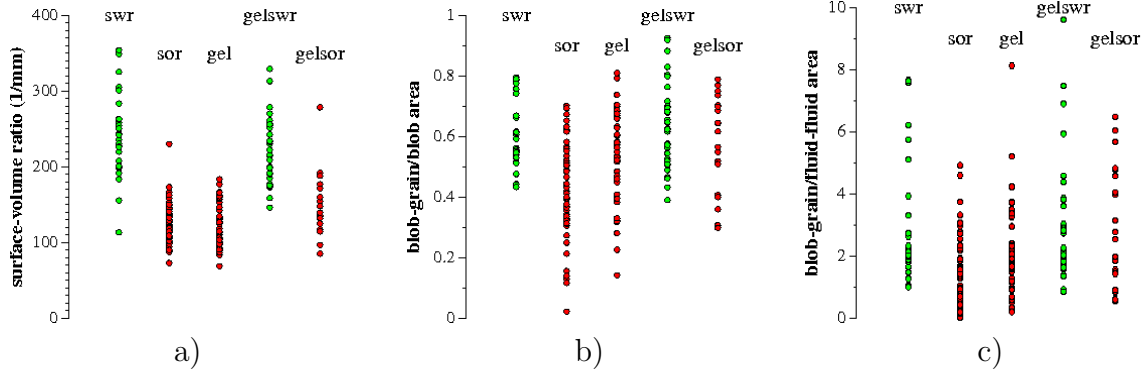 surface-volume ratio (1/mm)
400
300
200
100
0
swr
sor
gel
gelswr
gelsor
a)
blob-grain/blob area
1
0.8
0.6
0.4
0.2
0
swr
sor
gel
gelswr
gelsor
b)
blob-grain/fluid-fluid area
10
8
6
4
2
0
swr
sor
gel
gelswr
gelsor
c)